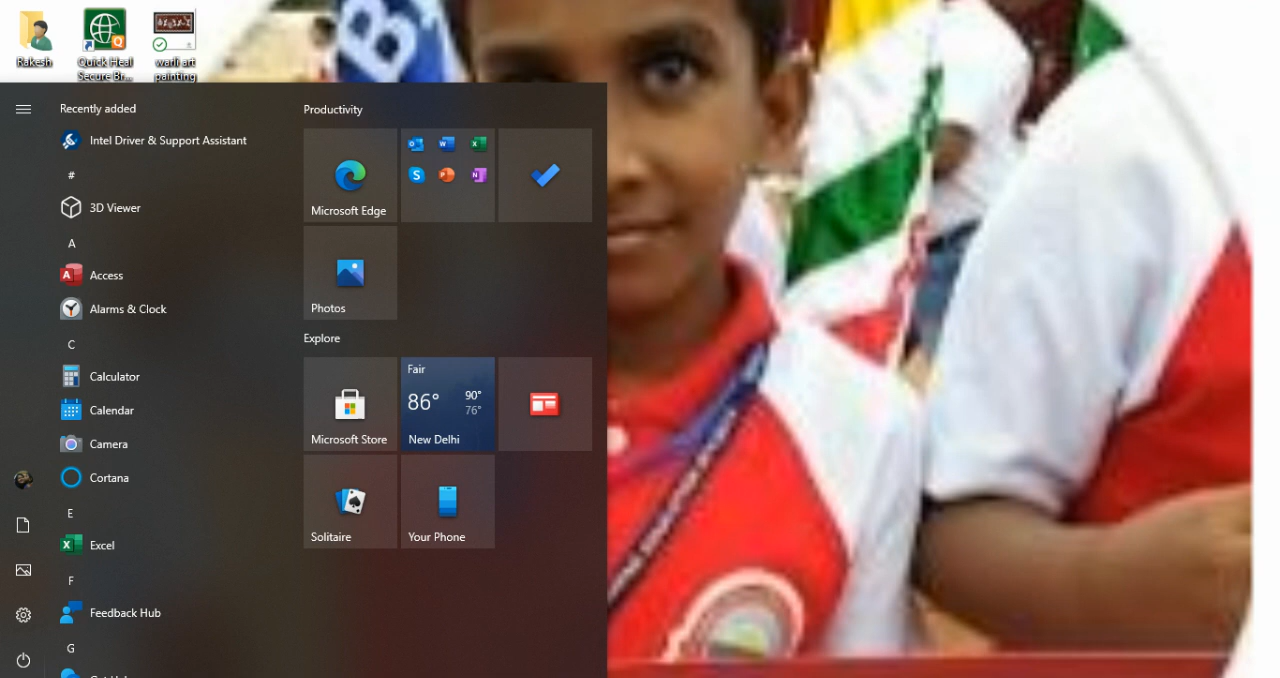 Rakesh
Quick Heal
Secure Br...
warli art
painting
Recently added
Productivity
Intel Driver & Support Assistant
#
3D Viewer
Microsoft Edge
A
Access
Alarms & Clock
Photos
Explore
C
Calculator
Calendar
Camera
Cortana
Microsoft Store
Fair
86°
90°
76°
New Delhi
E
Excel
Solitaire
Your Phone
F
Feedback Hub
G